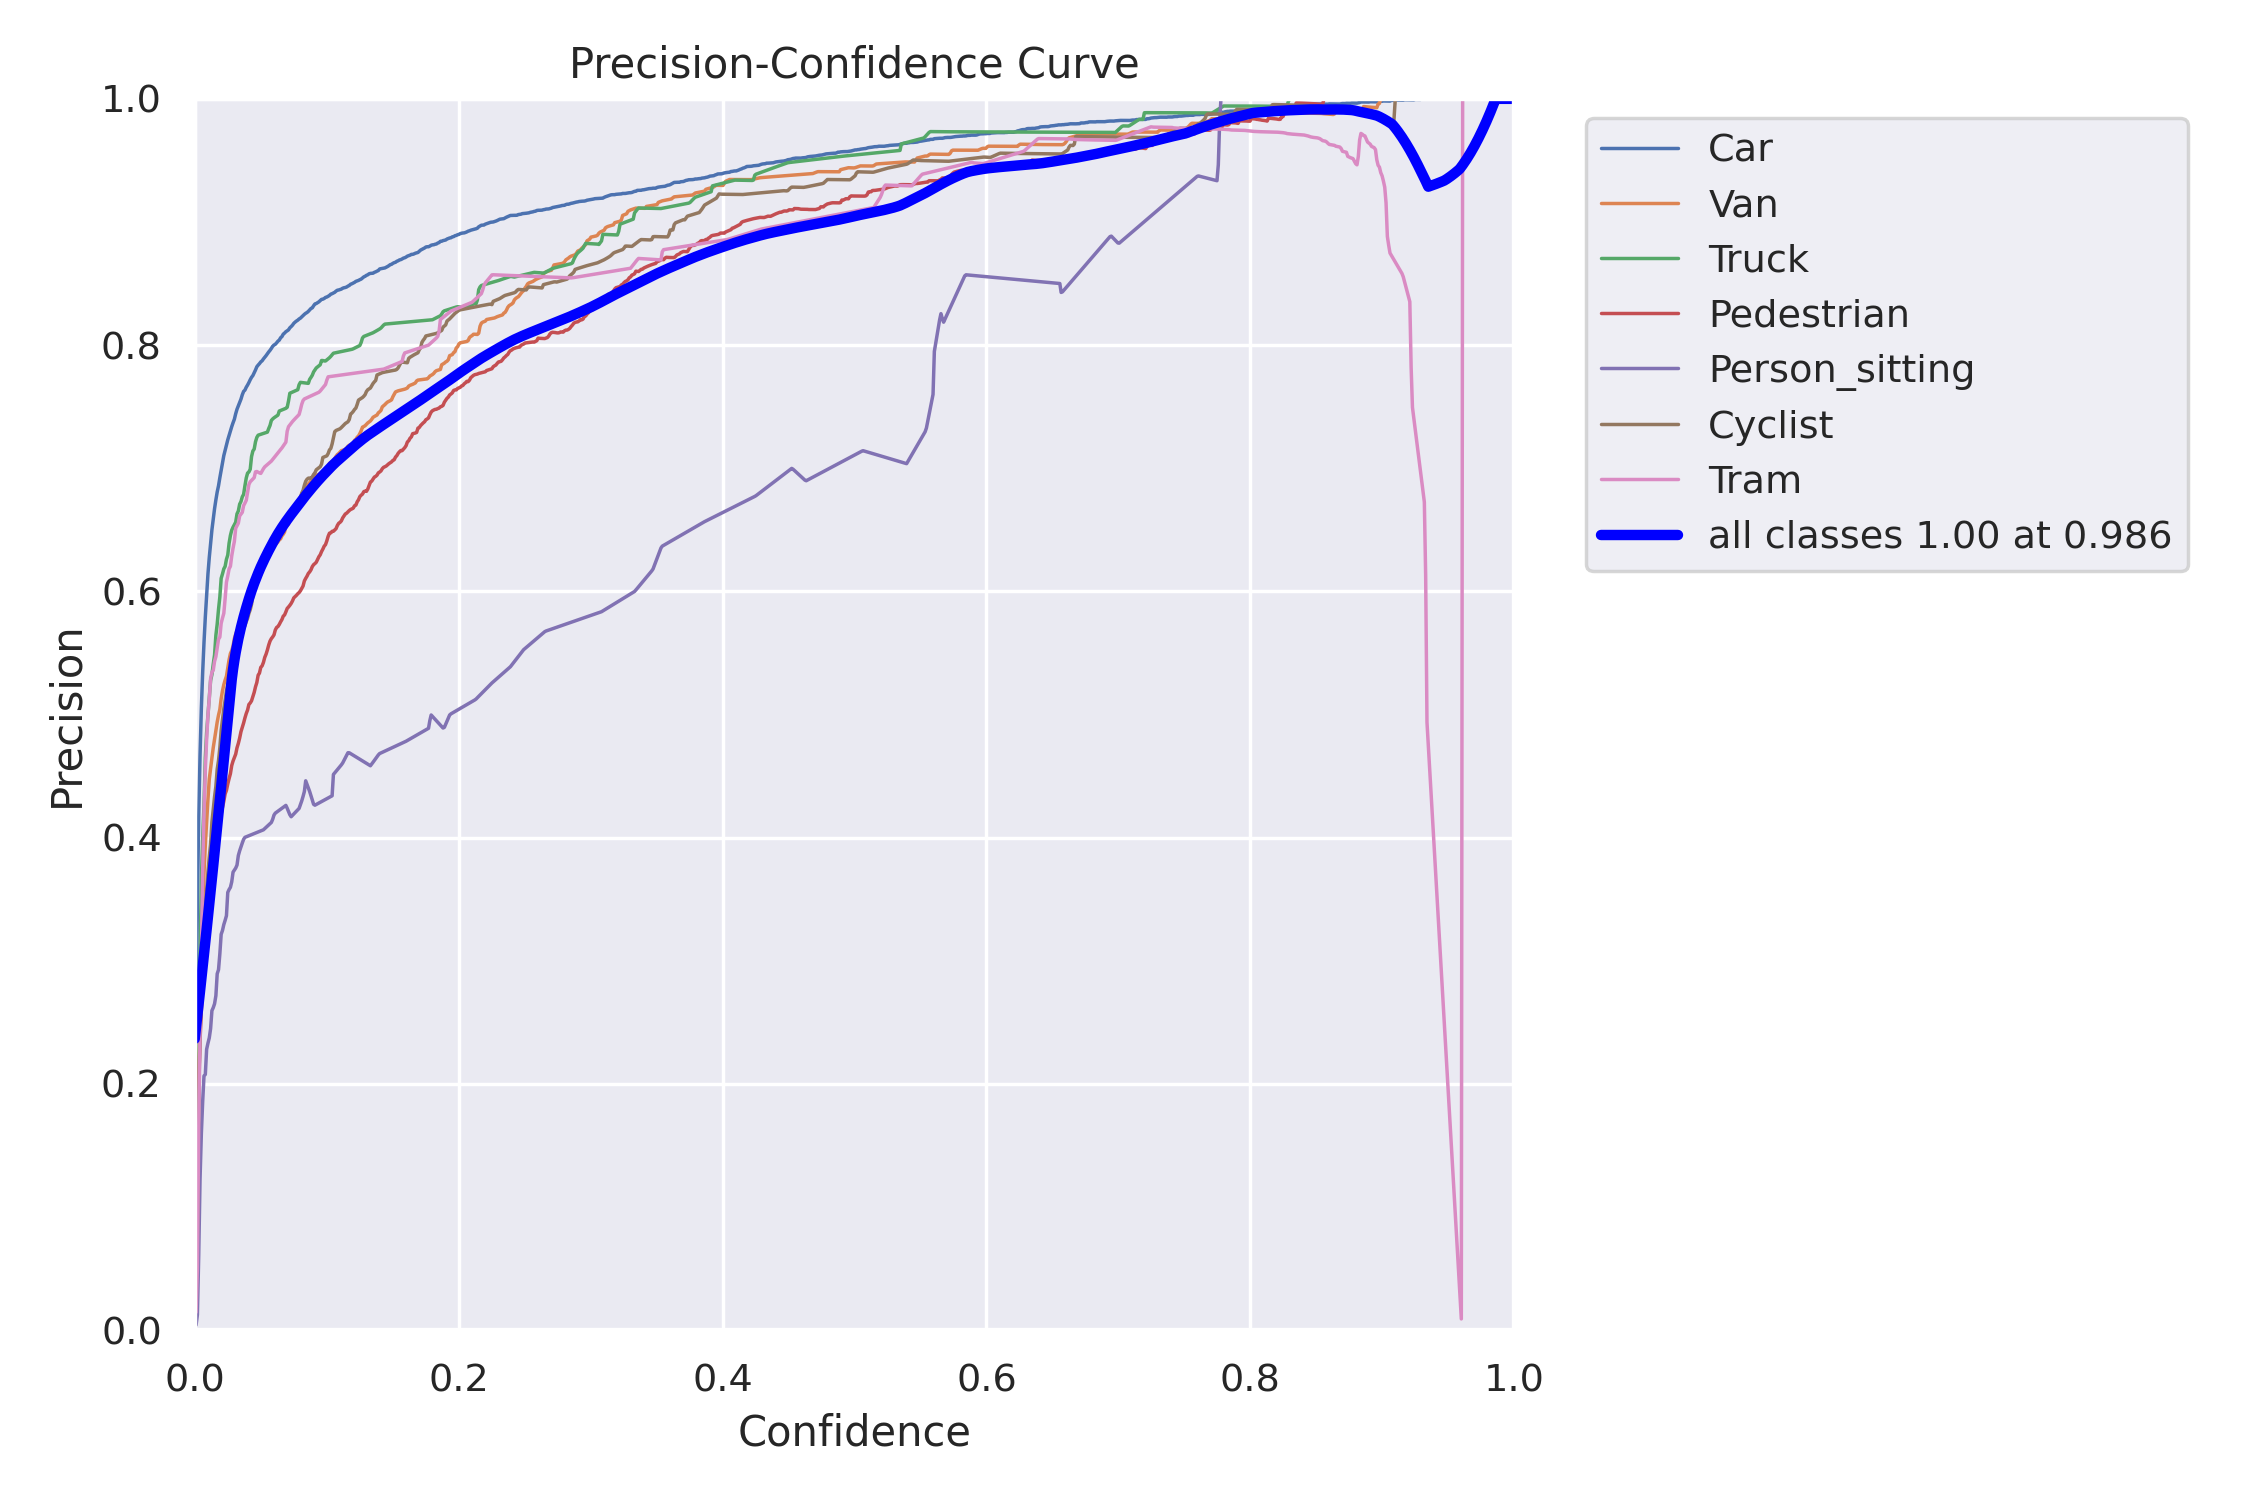 Precision-Confidence Curve
1.0
0.8
0.6
0.4
0.2
0.0
Precision
0.0 0.2 0.4 0.6 0.8 1.0
Confidence
Car
Van
Truck
Pedestrian
Person_sitting
Cyclist
Tram
all classes 1.00 at 0.986